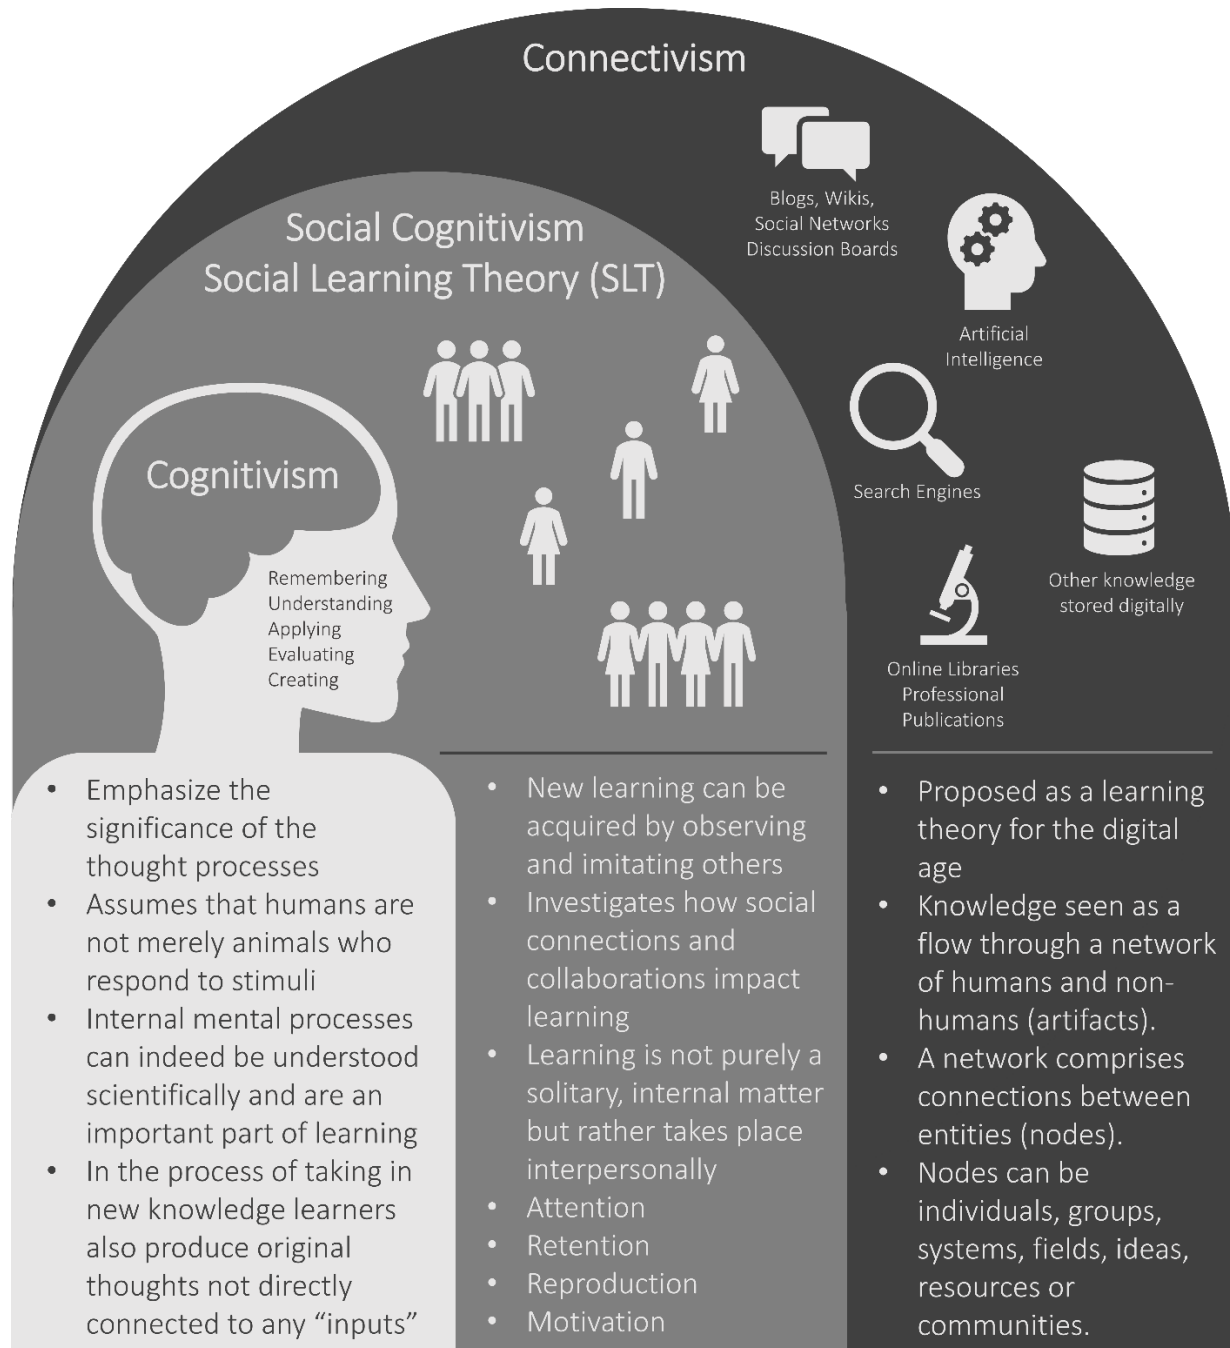 Connectivism
Blogs, Wikis,
Social Networks
Discussion Boards
Artificial
Intelligence
Search Engines
Other knowledge
stored digitally
Online Libraries
Professional
Publications
Social Cognitivism
Social Learning Theory (SLT)
Cognitivism
Remembering
Understanding
Applying
Evaluating
Creating
• Emphasize the
significance of the
thought processes
• Assumes that humans are
not merely animals who
respond to stimuli
• Internal mental processes
can indeed be understood
scientifically and are an
important part of learning
• In the process of taking in
new knowledge learners
also produce original
thoughts not directly
connected to any “inputs”
• New learning can be
acquired by observing
and imitating others
• Investigates how social
connections and
collaborations impact
learning
• Learning is not purely a
solitary, internal matter
but rather takes place
interpersonally
• Attention
• Retention
• Reproduction
• Motivation
• Proposed as a learning
theory for the digital
age
• Knowledge seen as a
flow through a network
of humans and non-
humans (artifacts).
• A network comprises
connections between
entities (nodes).
• Nodes can be
individuals, groups,
systems, fields, ideas,
resources or
communities.